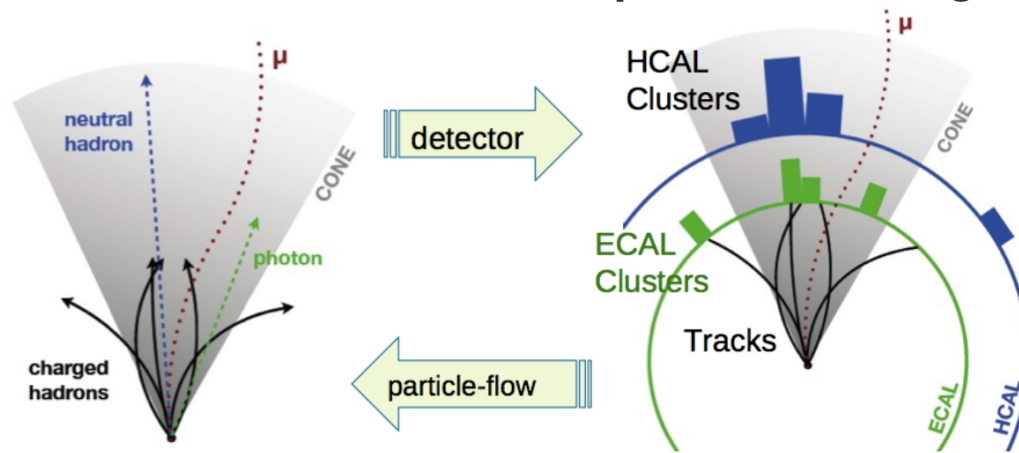 μ
neutral
hadron
CONE
photon
charged
hadrons
detector
particle-flow
μ
HCAL
Clusters
CONE
ECAL
Clusters
Tracks
ECAL
HCAL